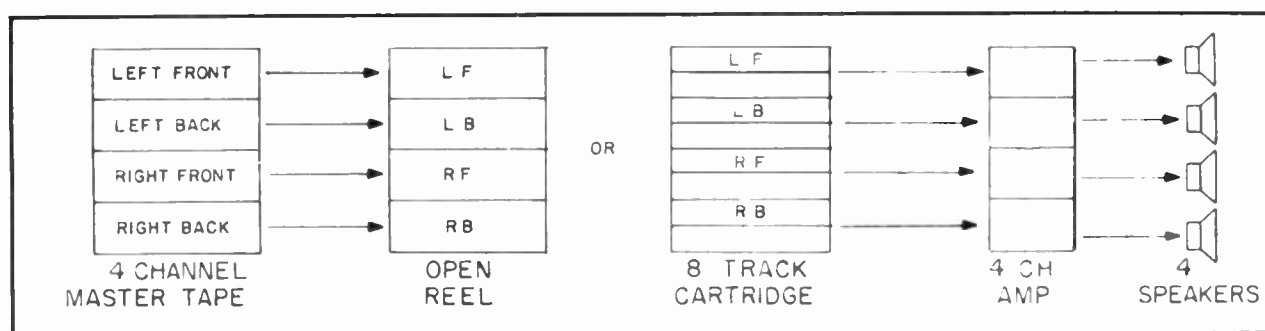 LEFT FRONT
LEFT BACK
RIGHT FRONT
RIGHT BACK
4 CHANNEL
MASTER TAPE
L F
L B
R F
R B
OPEN
REEL
OR
L F
L B
R F
R B
8 TRACK
CARTRIDGE
4 CH
AMP
4
SPEAKERS